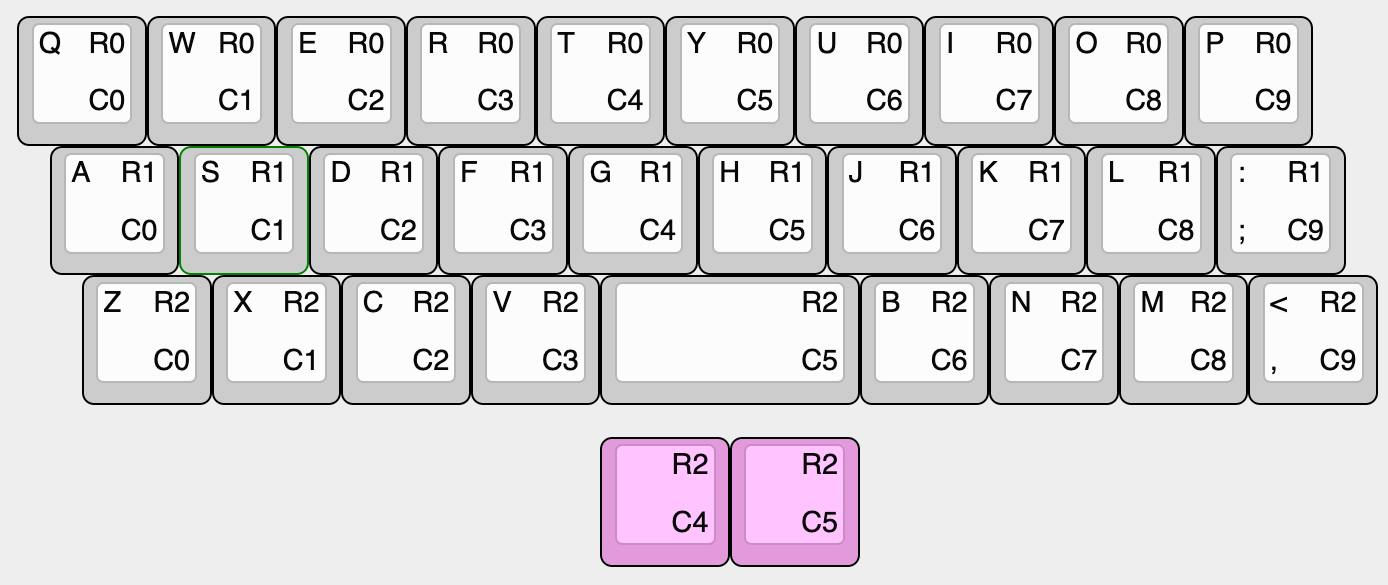 Q R0 W R0 E R0 R R0 T R0 Y R0 U R0 I R0 O R0 P R0
C0 C1 C2 C3 C4 C5 C6 C7 C8 C9
A R1 S R1 D R1 F R1 G R1 H R1 J R1 K R1 L R1 : R1
C0 C1 C2 C3 C4 C5 C6 C7 C8 ; C9
Z R2 X R2 C R2 V R2 R2 B R2 N R2 M R2 < R2
C0 C1 C2 C3 C5 C6 C7 C8 , C9
R2 R2
C4 C5